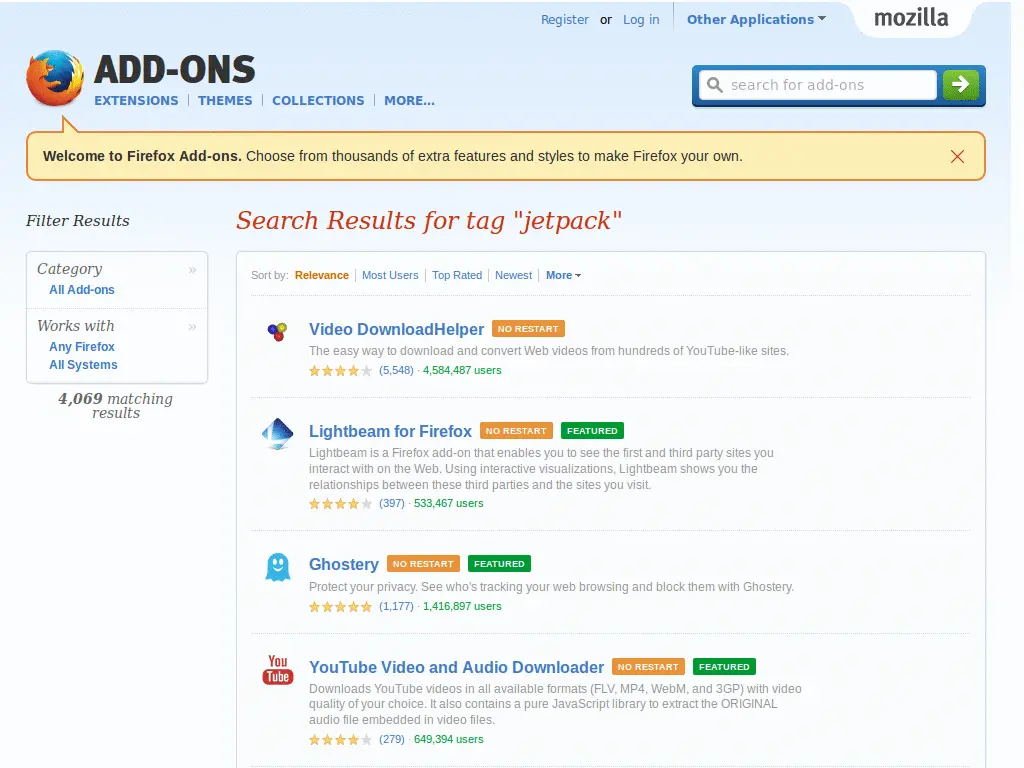 Register or Log in Other Applications mozilla
ADD-ONS
EXTENSIONS THEMES COLLECTIONS MORE...
search for add-ons
Welcome to Firefox Add-ons. Choose from thousands of extra features and styles to make Firefox your own.
Filter Results
Category »
All Add-ons
Works with »
Any Firefox
All Systems
4,069 matching
results
Search Results for tag "jetpack"
Sort by: Relevance Most Users Top Rated Newest More
Video DownloadHelper NO RESTART
The easy way to download and convert Web videos from hundreds of YouTube-like sites.
(5,548) · 4,584,487 users
Lightbeam for Firefox NO RESTART FEATURED
Lightbeam is a Firefox add-on that enables you to see the first and third party sites you
interact with on the Web. Using interactive visualizations, Lightbeam shows you the
relationships between these third parties and the sites you visit.
(397) · 533,467 users
Ghostery NO RESTART FEATURED
Protect your privacy. See who's tracking your web browsing and block them with Ghostery.
(1,177) · 1,416,897 users
You
Tube
YouTube Video and Audio Downloader NO RESTART FEATURED
Downloads YouTube videos in all available formats (FLV, MP4, WebM, and 3GP) with video
quality of your choice. It also contains a pure JavaScript library to extract the ORIGINAL
audio file embedded in video files.
(279) · 649,394 users